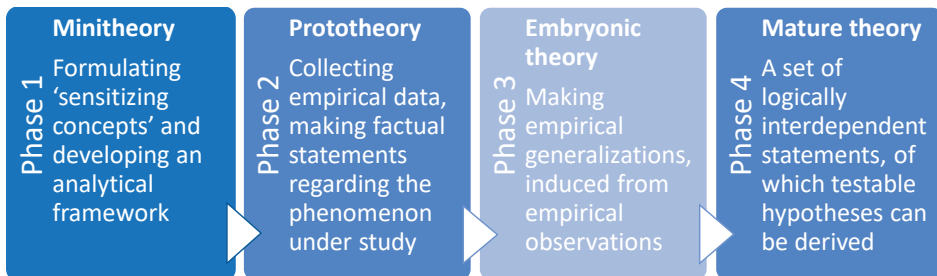 Phase 1
Minitheory
Formulating
‘sensitizing
concepts’ and
developing an
analytical
framework
Phase 2
Prototheory
Collecting
empirical data,
making factual
statements
regarding the
phenomenon
under study
Phase 3
Embryonic
theory
Making
empirical
generalizations,
induced from
empirical
observations
Phase 4
Mature theory
A set of
logically
interdependent
statements, of
which testable
hypotheses can
be derived